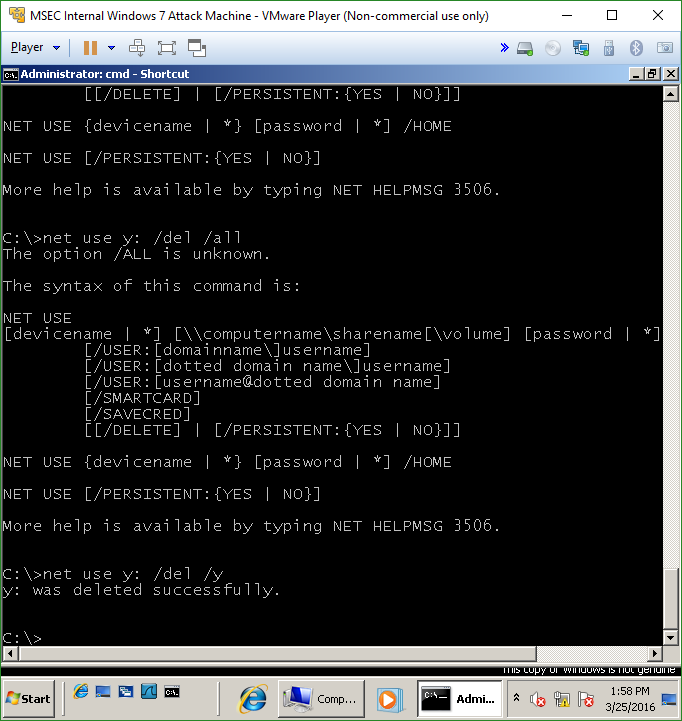 MSEC Internal Windows 7 Attack Machine - VMware Player (Non-commercial use only)
Player
Administrator: cmd - Shortcut
[[/DELETE] | [/PERSISTENT:{YES | NO}]]
NET USE {devicename | *} [password | *] /HOME
NET USE [/PERSISTENT:{YES | NO}]
More help is available by typing NET HELPMSG 3506.
C:\>net use y: /del /all
The option /ALL is unknown.
The syntax of this command is:
NET USE
[devicename | *] [\\computername\sharename[\volume] [password | *]
[/USER:[domainname\]username]
[/USER:[dotted domain name\]username]
[/USER:[username@dotted domain name]
[/SMARTCARD]
[/SAVECRED]
[[/DELETE] | [/PERSISTENT:{YES | NO}]]
NET USE {devicename | *} [password | *] /HOME
NET USE [/PERSISTENT:{YES | NO}]
More help is available by typing NET HELPMSG 3506.
C:\>net use y: /del /y
y: was deleted successfully.
C:\>
This copy of Windows is not genuine
Start
Comp...
Admi...
1:58 PM
3/25/2016